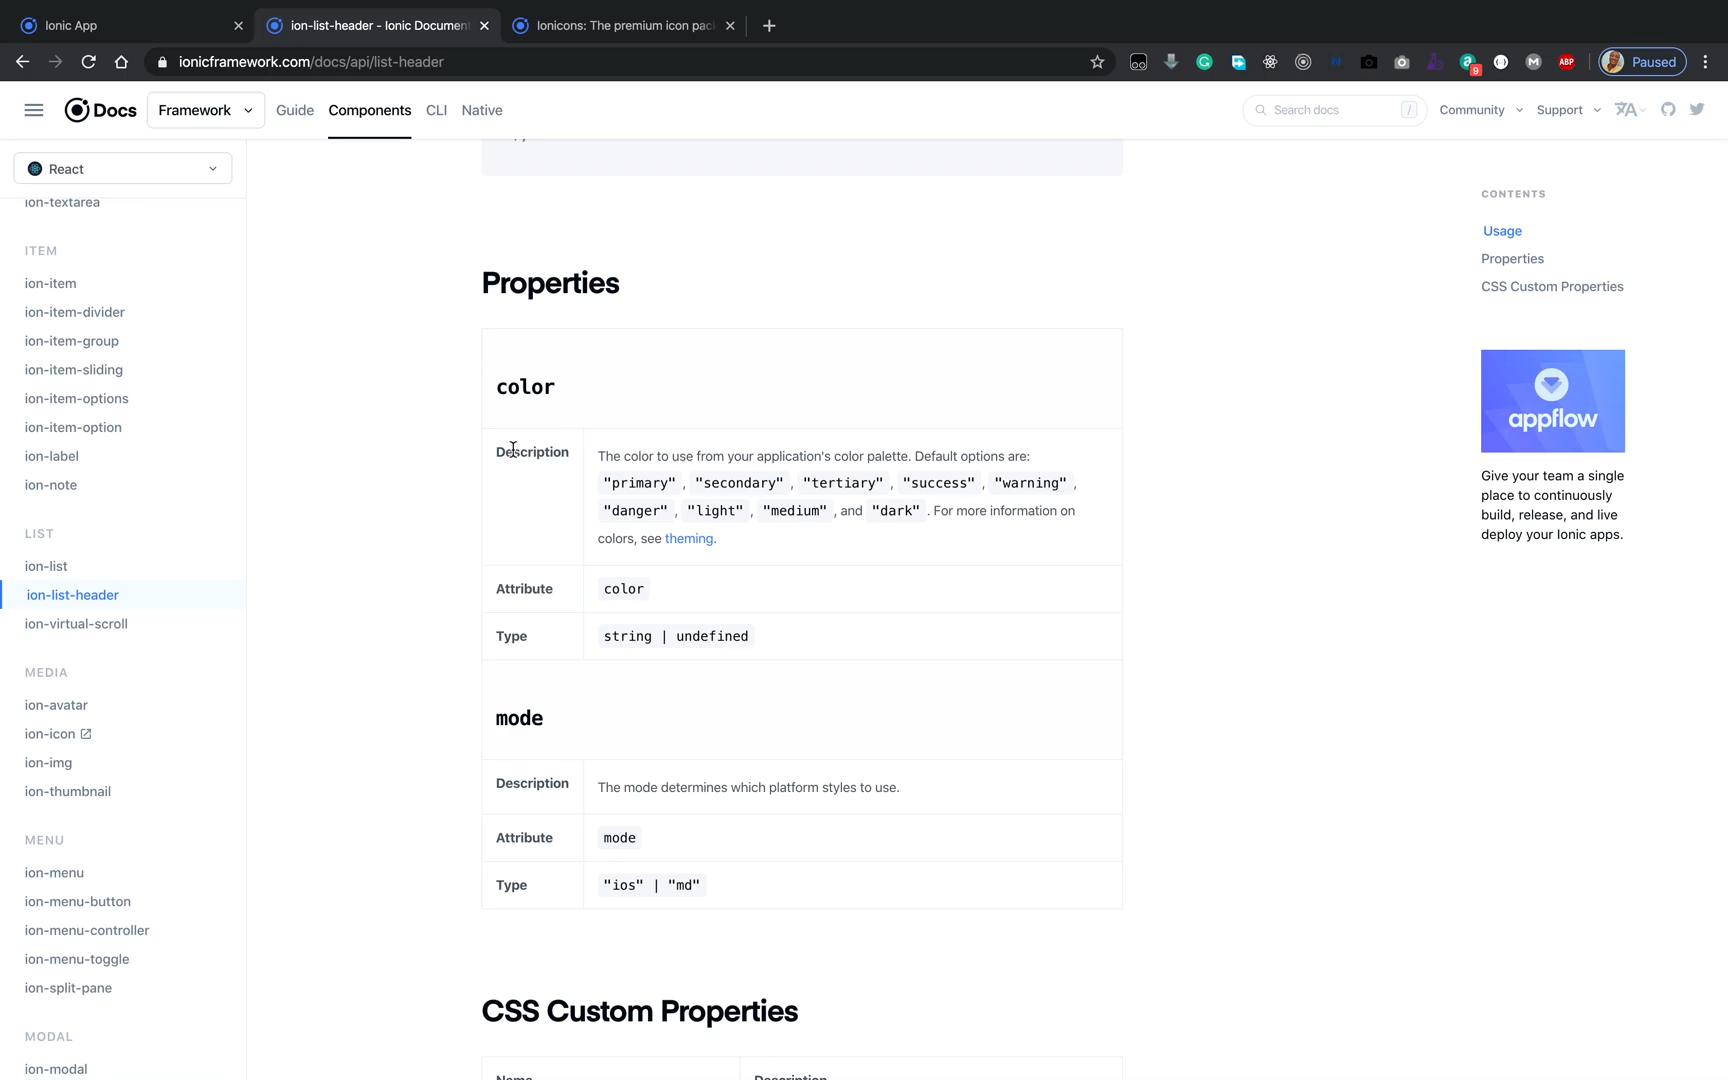 Ionic App
ion-list-header - Ionic Document
Ionicons: The premium icon pac
ionicframework.com/docs/api/list-header
9
ABP
Paused
Docs
Framework
Guide
Components
CLI
Native
Search docs
/
Community
Support
React
ion-textarea
ITEM
ion-item
ion-item-divider
ion-item-group
ion-item-sliding
ion-item-options
ion-item-option
ion-label
ion-note
LIST
ion-list
ion-list-header
ion-virtual-scroll
MEDIA
ion-avatar
ion-icon
ion-img
ion-thumbnail
MENU
ion-menu
ion-menu-button
ion-menu-controller
ion-menu-toggle
ion-split-pane
MODAL
ion-modal
Properties
color
Description
The color to use from your application's color palette. Default options are:
"primary" , "secondary" , "tertiary" , "success" , "warning" ,
"danger" , "light" , "medium" , and "dark" . For more information on
colors, see theming.
Attribute
color
Type
string | undefined
mode
Description
The mode determines which platform styles to use.
Attribute
mode
Type
"ios" | "md"
CSS Custom Properties
Name
Description
CONTENTS
Usage
Properties
CSS Custom Properties
appflow
Give your team a single
place to continuously
build, release, and live
deploy your Ionic apps.